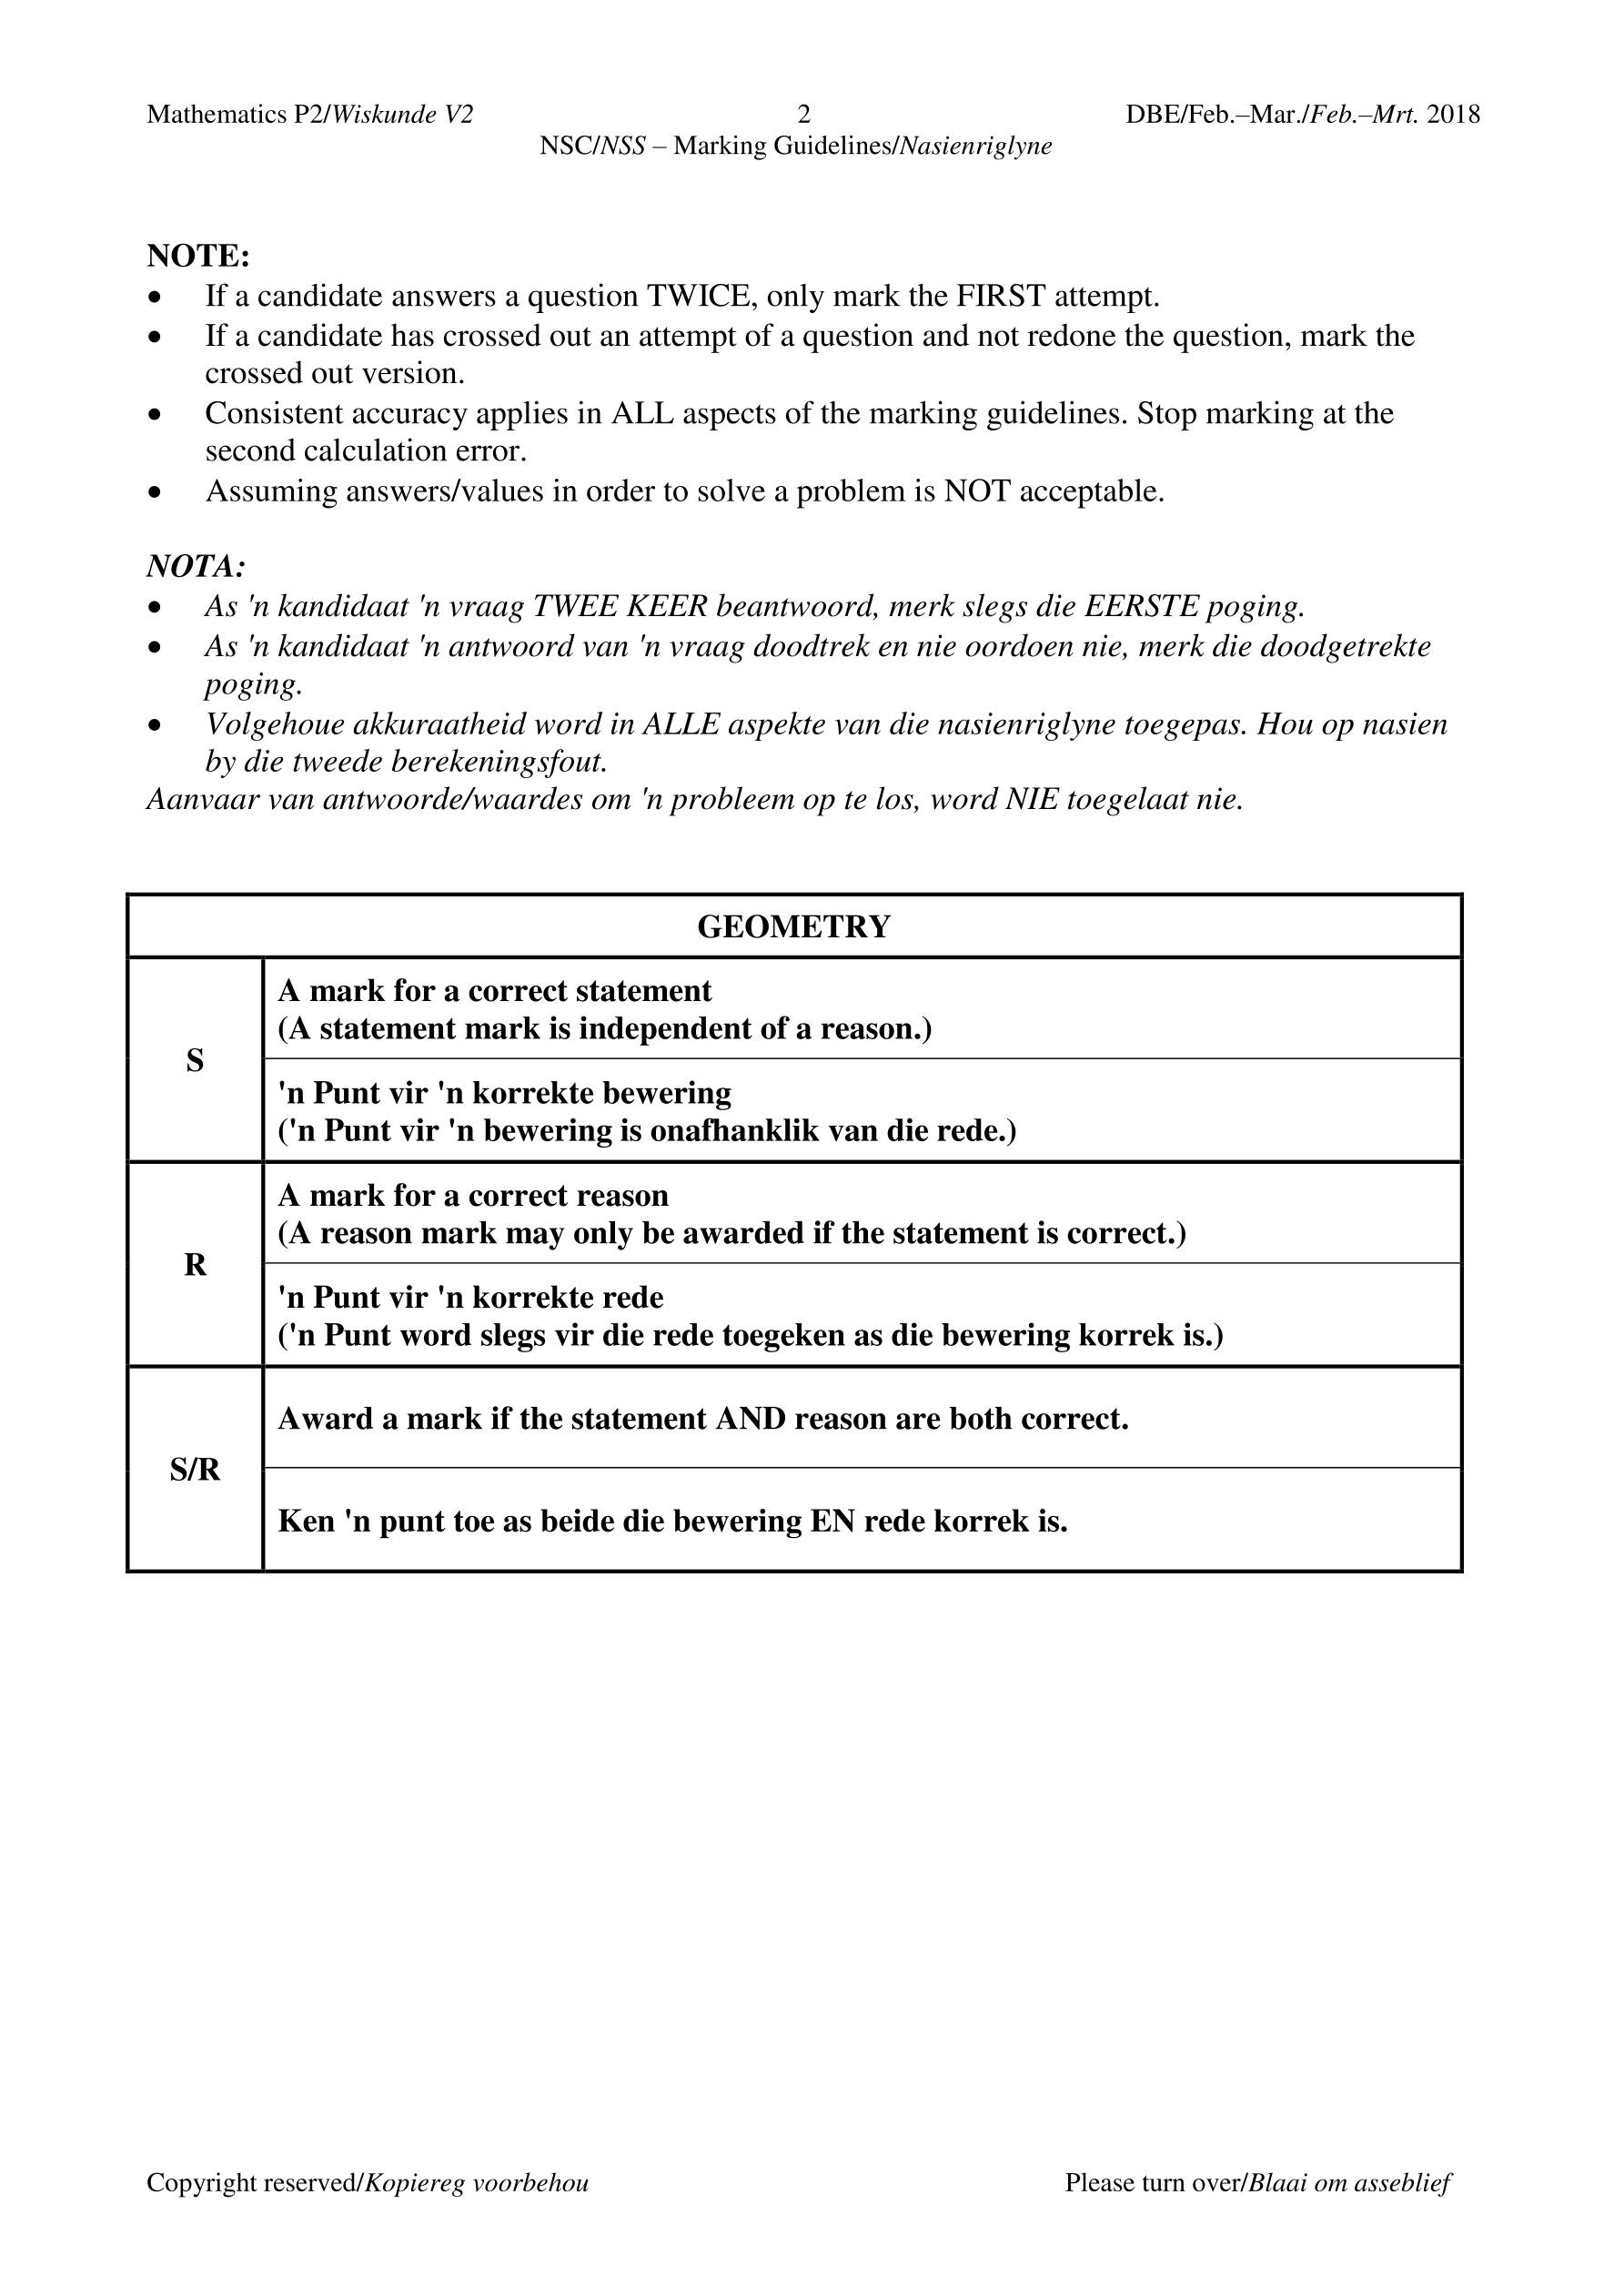 Mathematics P2/Wiskunde V2 2 DBE/Feb.–Mar./Feb.–Mrt. 2018
NSC/NSS – Marking Guidelines/Nasienriglyne
NOTE:
• If a candidate answers a question TWICE, only mark the FIRST attempt.
• If a candidate has crossed out an attempt of a question and not redone the question, mark the
crossed out version.
• Consistent accuracy applies in ALL aspects of the marking guidelines. Stop marking at the
second calculation error.
• Assuming answers/values in order to solve a problem is NOT acceptable.
NOTA:
• As 'n kandidaat 'n vraag TWEE KEER beantwoord, merk slegs die EERSTE poging.
• As 'n kandidaat 'n antwoord van 'n vraag doodtrek en nie oordoen nie, merk die doodgetrekte
poging.
• Volgehoue akkuraatheid word in ALLE aspekte van die nasienriglyne toegepas. Hou op nasien
by die tweede berekeningsfout.
Aanvaar van antwoorde/waardes om 'n probleem op te los, word NIE toegelaat nie.
GEOMETRY
S
A mark for a correct statement
(A statement mark is independent of a reason.)
'n Punt vir 'n korrekte bewering
('n Punt vir 'n bewering is onafhanklik van die rede.)
R
A mark for a correct reason
(A reason mark may only be awarded if the statement is correct.)
'n Punt vir 'n korrekte rede
('n Punt word slegs vir die rede toegeken as die bewering korrek is.)
S/R
Award a mark if the statement AND reason are both correct.
Ken 'n punt toe as beide die bewering EN rede korrek is.
Copyright reserved/Kopiereg voorbehou Please turn over/Blaai om asseblief